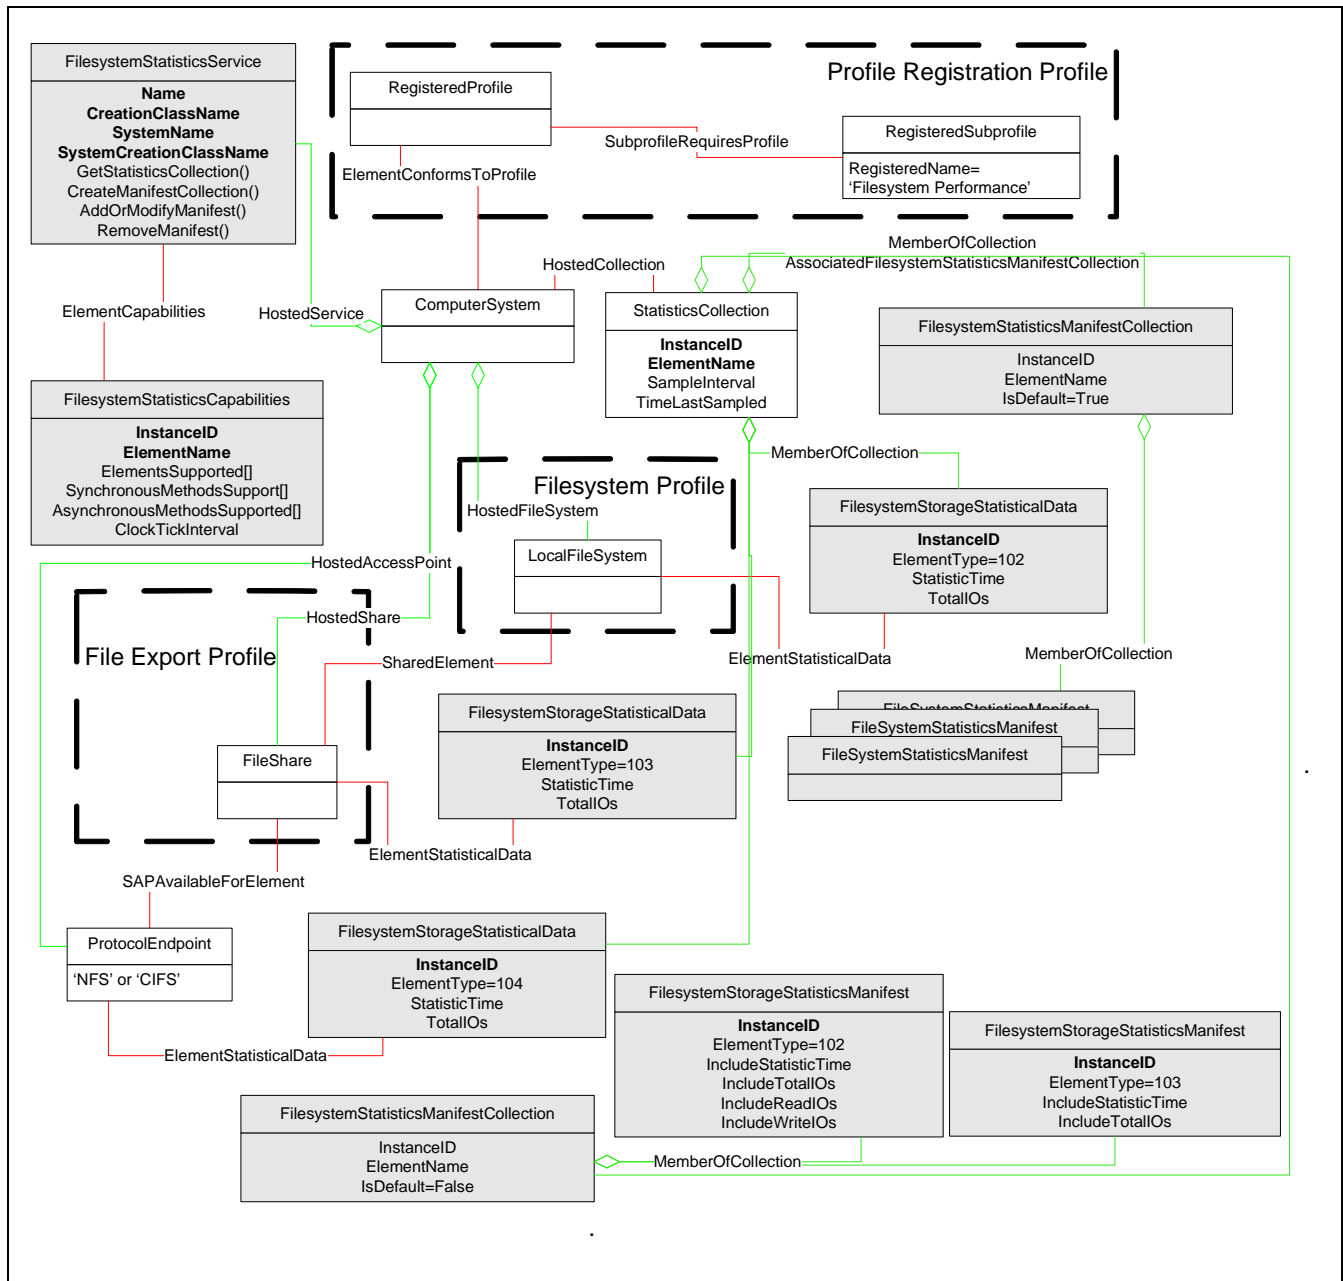 FilesystemStatisticsService
Name
CreationClassName
SystemName
SystemCreationClassName
GetStatisticsCollection()
CreateManifestCollection()
AddOrModifyManifest()
RemoveManifest()
Profile Registration Profile
RegisteredProfile
SubprofileRequiresProfile
RegisteredSubprofile
RegisteredName=
‘Filesystem Performance’
ElementConformsToProfile
MemberOfCollection
HostedCollection
AssociatedFilesystemStatisticsManifestCollection
ElementCapabilities
HostedService
ComputerSystem
StatisticsCollection
InstanceID
ElementName
SampleInterval
TimeLastSampled
FilesystemStatisticsManifestCollection
InstanceID
ElementName
IsDefault=True
FilesystemStatisticsCapabilities
InstanceID
ElementName
ElementsSupported[]
SynchronousMethodsSupport[]
AsynchronousMethodsSupported[]
ClockTickInterval
MemberOfCollection
Filesystem Profile
HostedFileSystem
LocalFileSystem
FilesystemStorageStatisticalData
InstanceID
ElementType=102
StatisticTime
TotalIOs
HostedAccessPoint
HostedShare
File Export Profile
SharedElement
ElementStatisticalData
MemberOfCollection
FilesystemStorageStatisticalData
InstanceID
ElementType=103
StatisticTime
TotalIOs
FileSystemStatisticsManifest
FileSystemStatisticsManifest
FileSystemStatisticsManifest
FileShare
ElementStatisticalData
SAPAvailableForElement
ProtocolEndpoint
‘NFS’ or ‘CIFS’
FilesystemStorageStatisticalData
InstanceID
ElementType=104
StatisticTime
TotalIOs
ElementStatisticalData
FilesystemStorageStatisticsManifest
InstanceID
ElementType=102
IncludeStatisticTime
IncludeTotalIOs
IncludeReadIOs
IncludeWriteIOs
FilesystemStorageStatisticsManifest
InstanceID
ElementType=103
IncludeStatisticTime
IncludeTotalIOs
FilesystemStatisticsManifestCollection
InstanceID
ElementName
IsDefault=False
MemberOfCollection